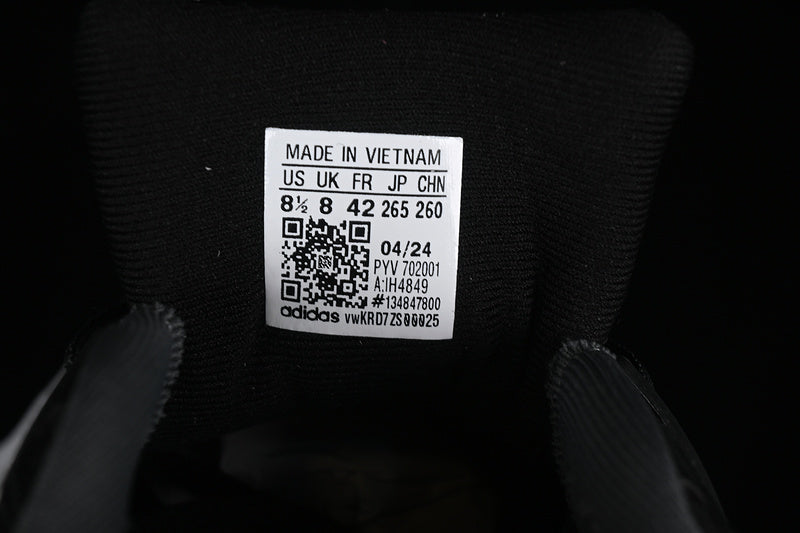 MADE IN VIETNAM
US UK FR JP CHN
8½ 8 42 265 260
04/24
PYV 702001
A:IH4849
#134847800
adidas vwKRD7ZS00025